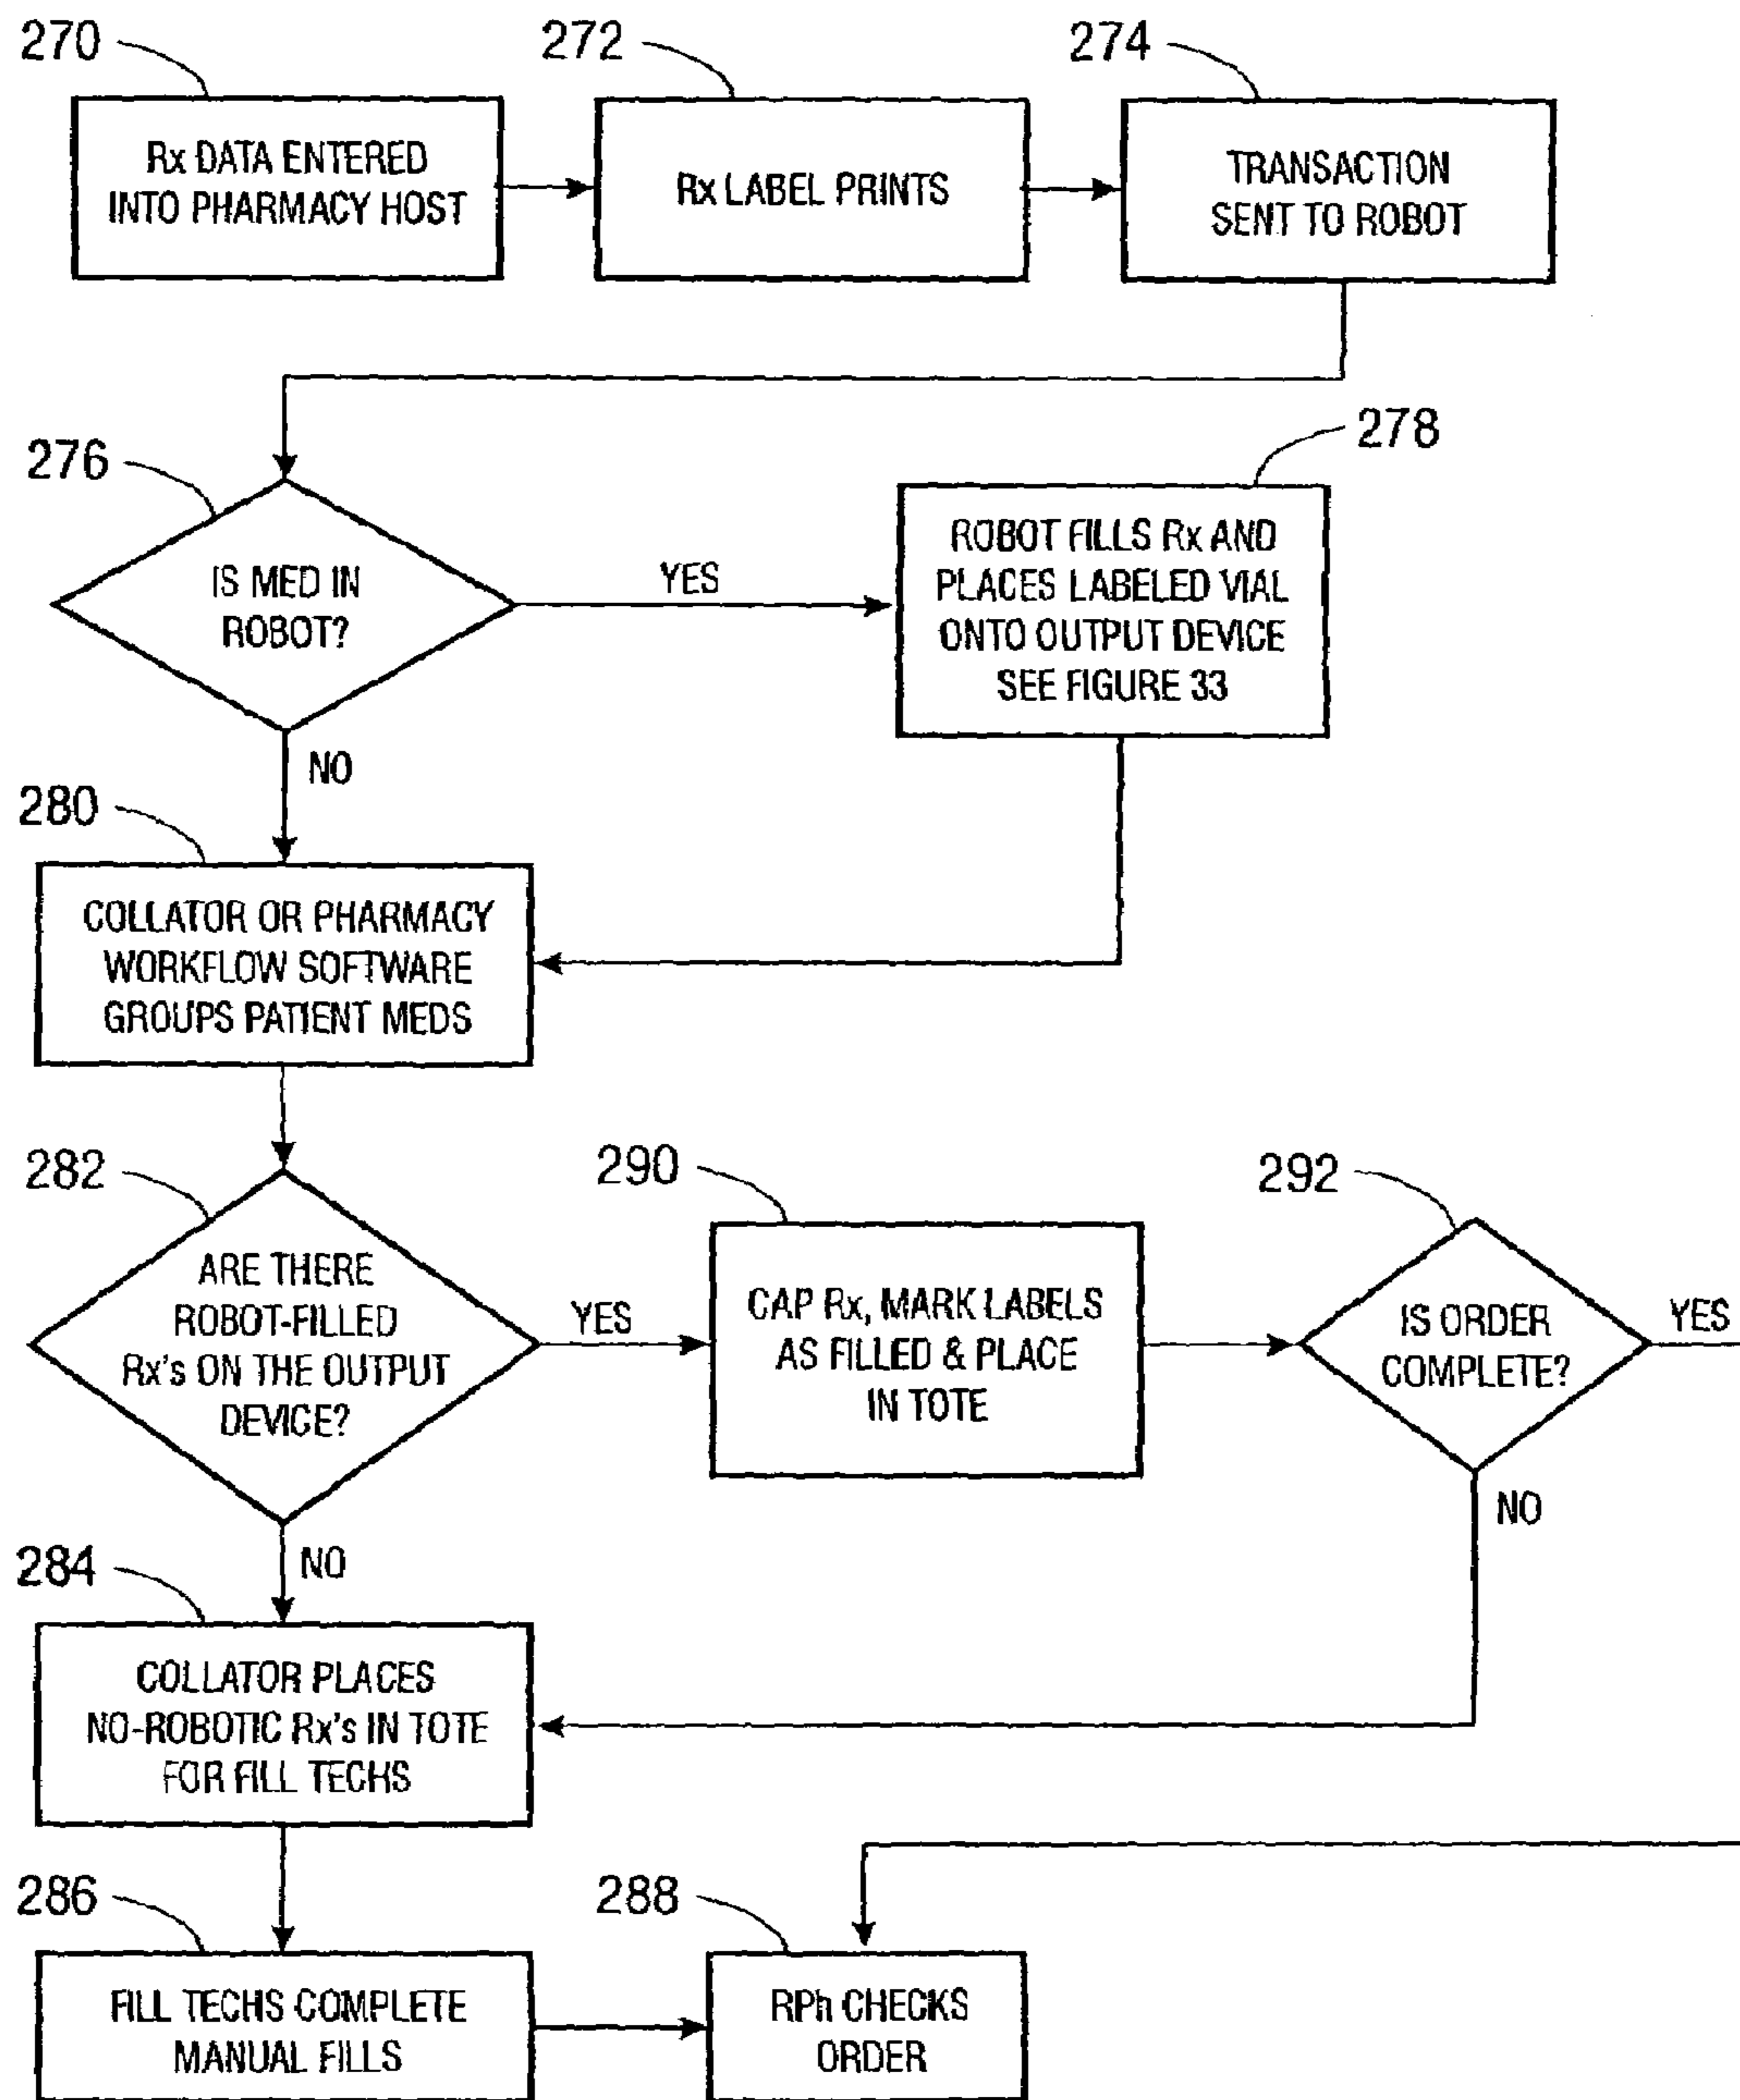 270
Rx DATA ENTERED
INTO PHARMACY HOST
272
Rx LABEL PRINTS
274
TRANSACTION
SENT TO ROBOT
276
IS MED IN
ROBOT?
YES
NO
278
ROBOT FILLS Rx AND
PLACES LABELED VIAL
ONTO OUTPUT DEVICE
SEE FIGURE 33
280
COLLATOR OR PHARMACY
WORKFLOW SOFTWARE
GROUPS PATIENT MEDS
282
ARE THERE
ROBOT-FILLED
Rx's ON THE OUTPUT
DEVICE?
YES
NO
290
CAP Rx, MARK LABELS
AS FILLED & PLACE
IN TOTE
292
IS ORDER
COMPLETE?
YES
NO
284
COLLATOR PLACES
NO-ROBOTIC Rx's IN TOTE
FOR FILL TECHS
286
FILL TECHS COMPLETE
MANUAL FILLS
288
RPh CHECKS
ORDER